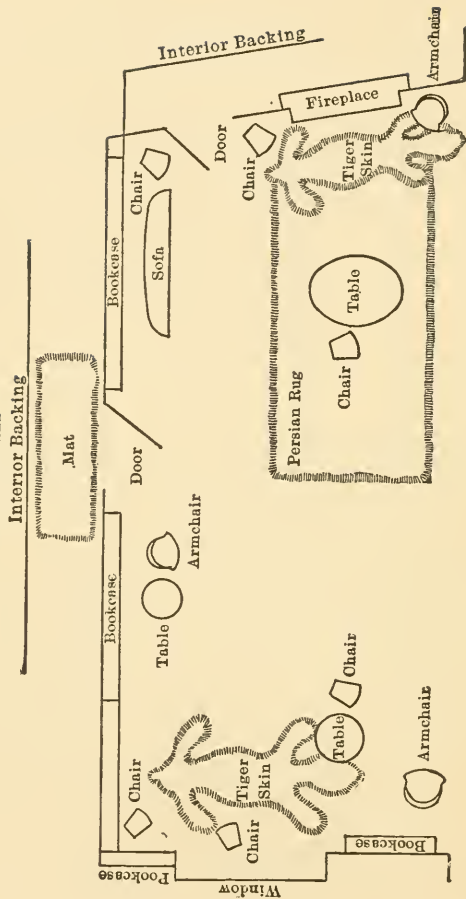 Interior Backing
Mat
Interior Backing
Pookcase
Bookcase
Bookcase
Door
Door
Chair
Sofa
Chair
Fireplace
Armchair
Tiger
Skin
Table
Armchair
Persian Rug
Table
Chair
Chair
Tiger
Skin
Chair
Table
Chair
Armchair
Window
Bookcase